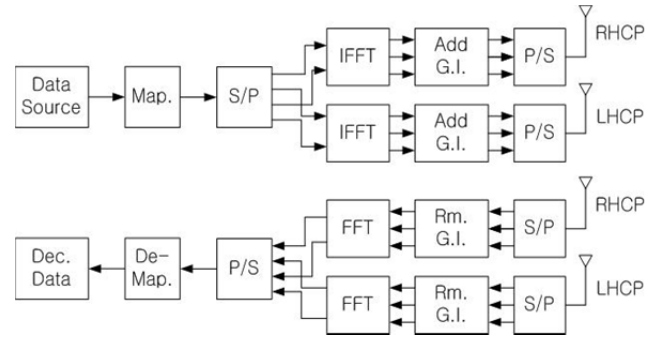 RHCP
IFFT
Add
G.I.
P/S
Data
Source
Map.
S/P
LHCP
IFFT
Add
G.I.
P/S
RHCP
FFT
Rm.
G.I.
S/P
Dec.
Data
De-
Map.
P/S
LHCP
FFT
Rm.
G.I.
S/P